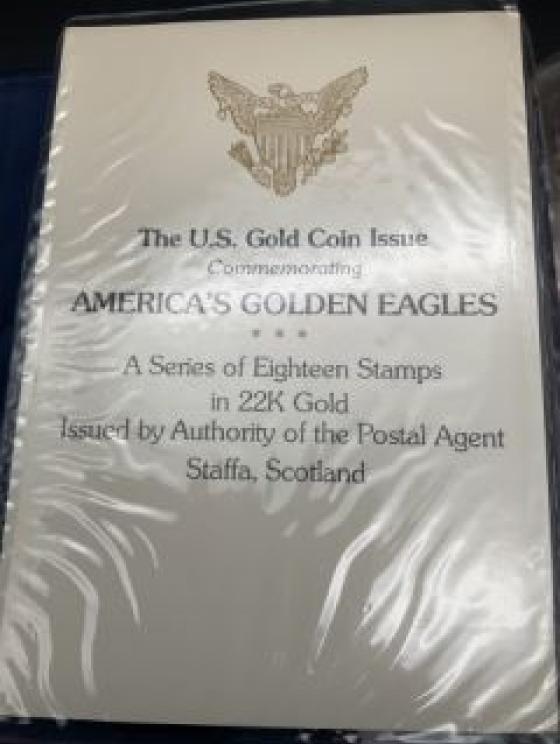 The U.S. Gold Coin Issue
Commemorating
AMERICA'S GOLDEN EAGLES
* * *
A Series of Eighteen Stamps
in 22K Gold
Issued by Authority of the Postal Agent
Staffa, Scotland